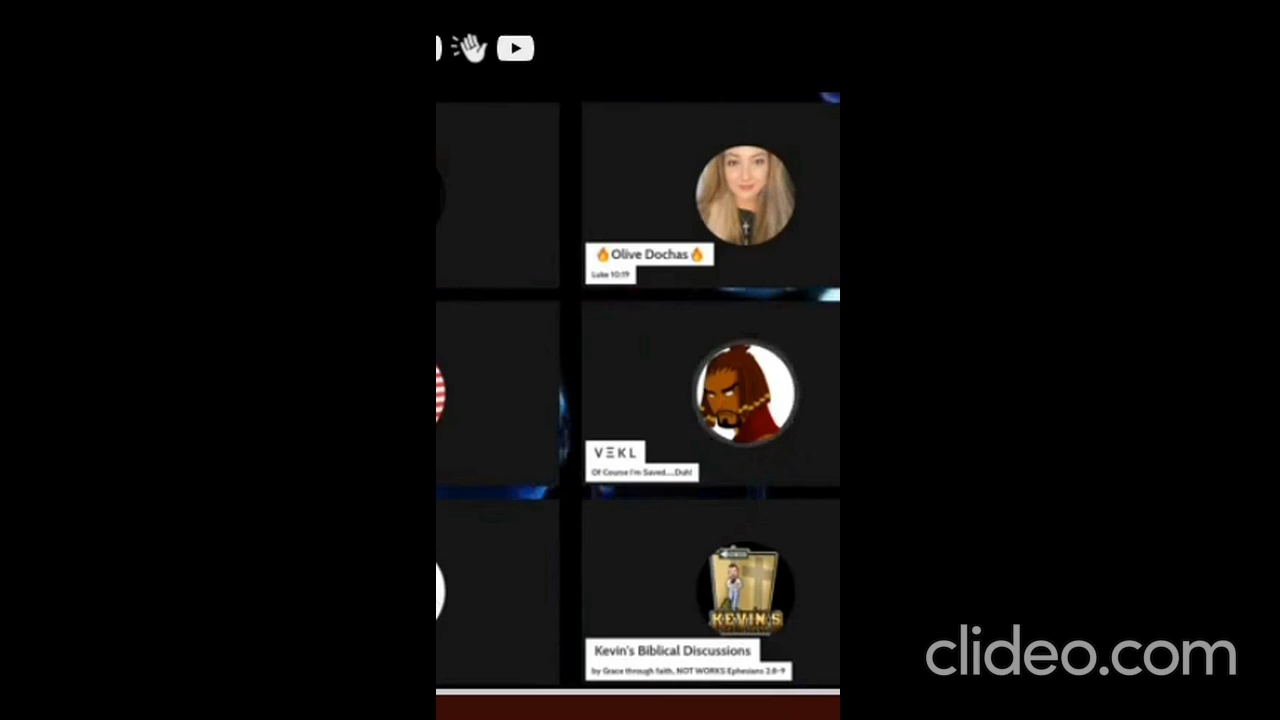 🔥Olive Dochas🔥
Luke 10:19
VΞKL
Of Course I'm Saved....Duh!
KEVIN'S
Kevin's Biblical Discussions
by Grace through faith, NOT WORKS Ephesians 2:8-9
clideo.com